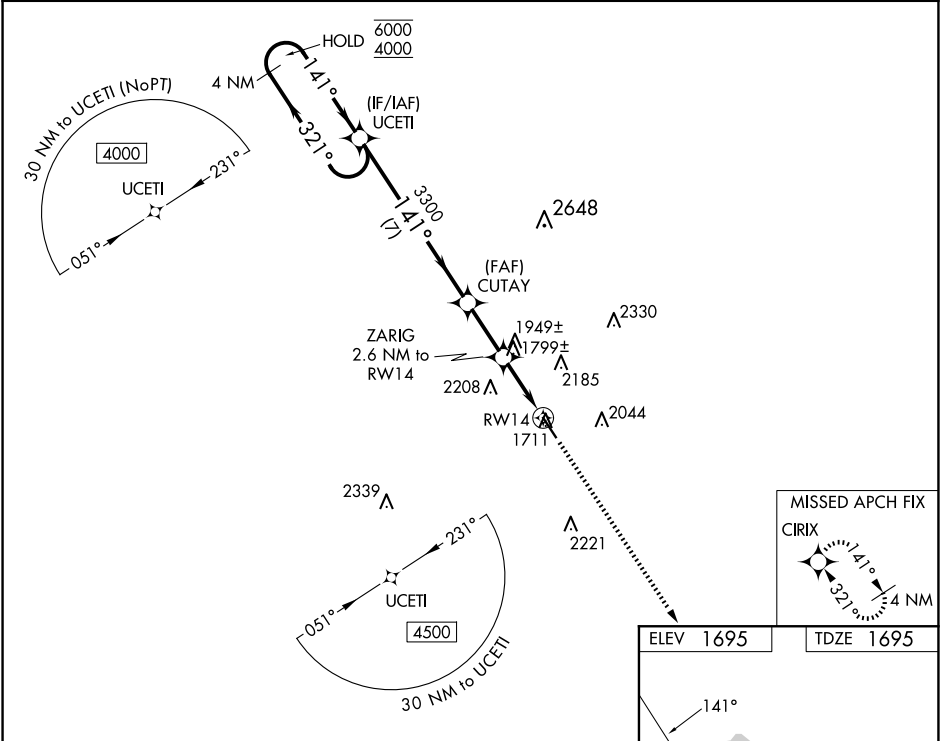 HOLD
6000
4000
4 NM
141°
321°
(IF/IAF)
UCETI
30 NM to UCETI (NoPT)
4000
UCETI
231°
051°
3300
141°
(7)
2648
(FAF)
CUTAY
2330
ZARIG
2.6 NM to
RW14
1949±
1799±
2185
2208
RW14
1711
2044
2339
2221
231°
UCETI
051°
4500
30 NM to UCETI
MISSED APCH FIX
CIRIX
141°
321°
4 NM
ELEV 1695
TDZE 1695
141°